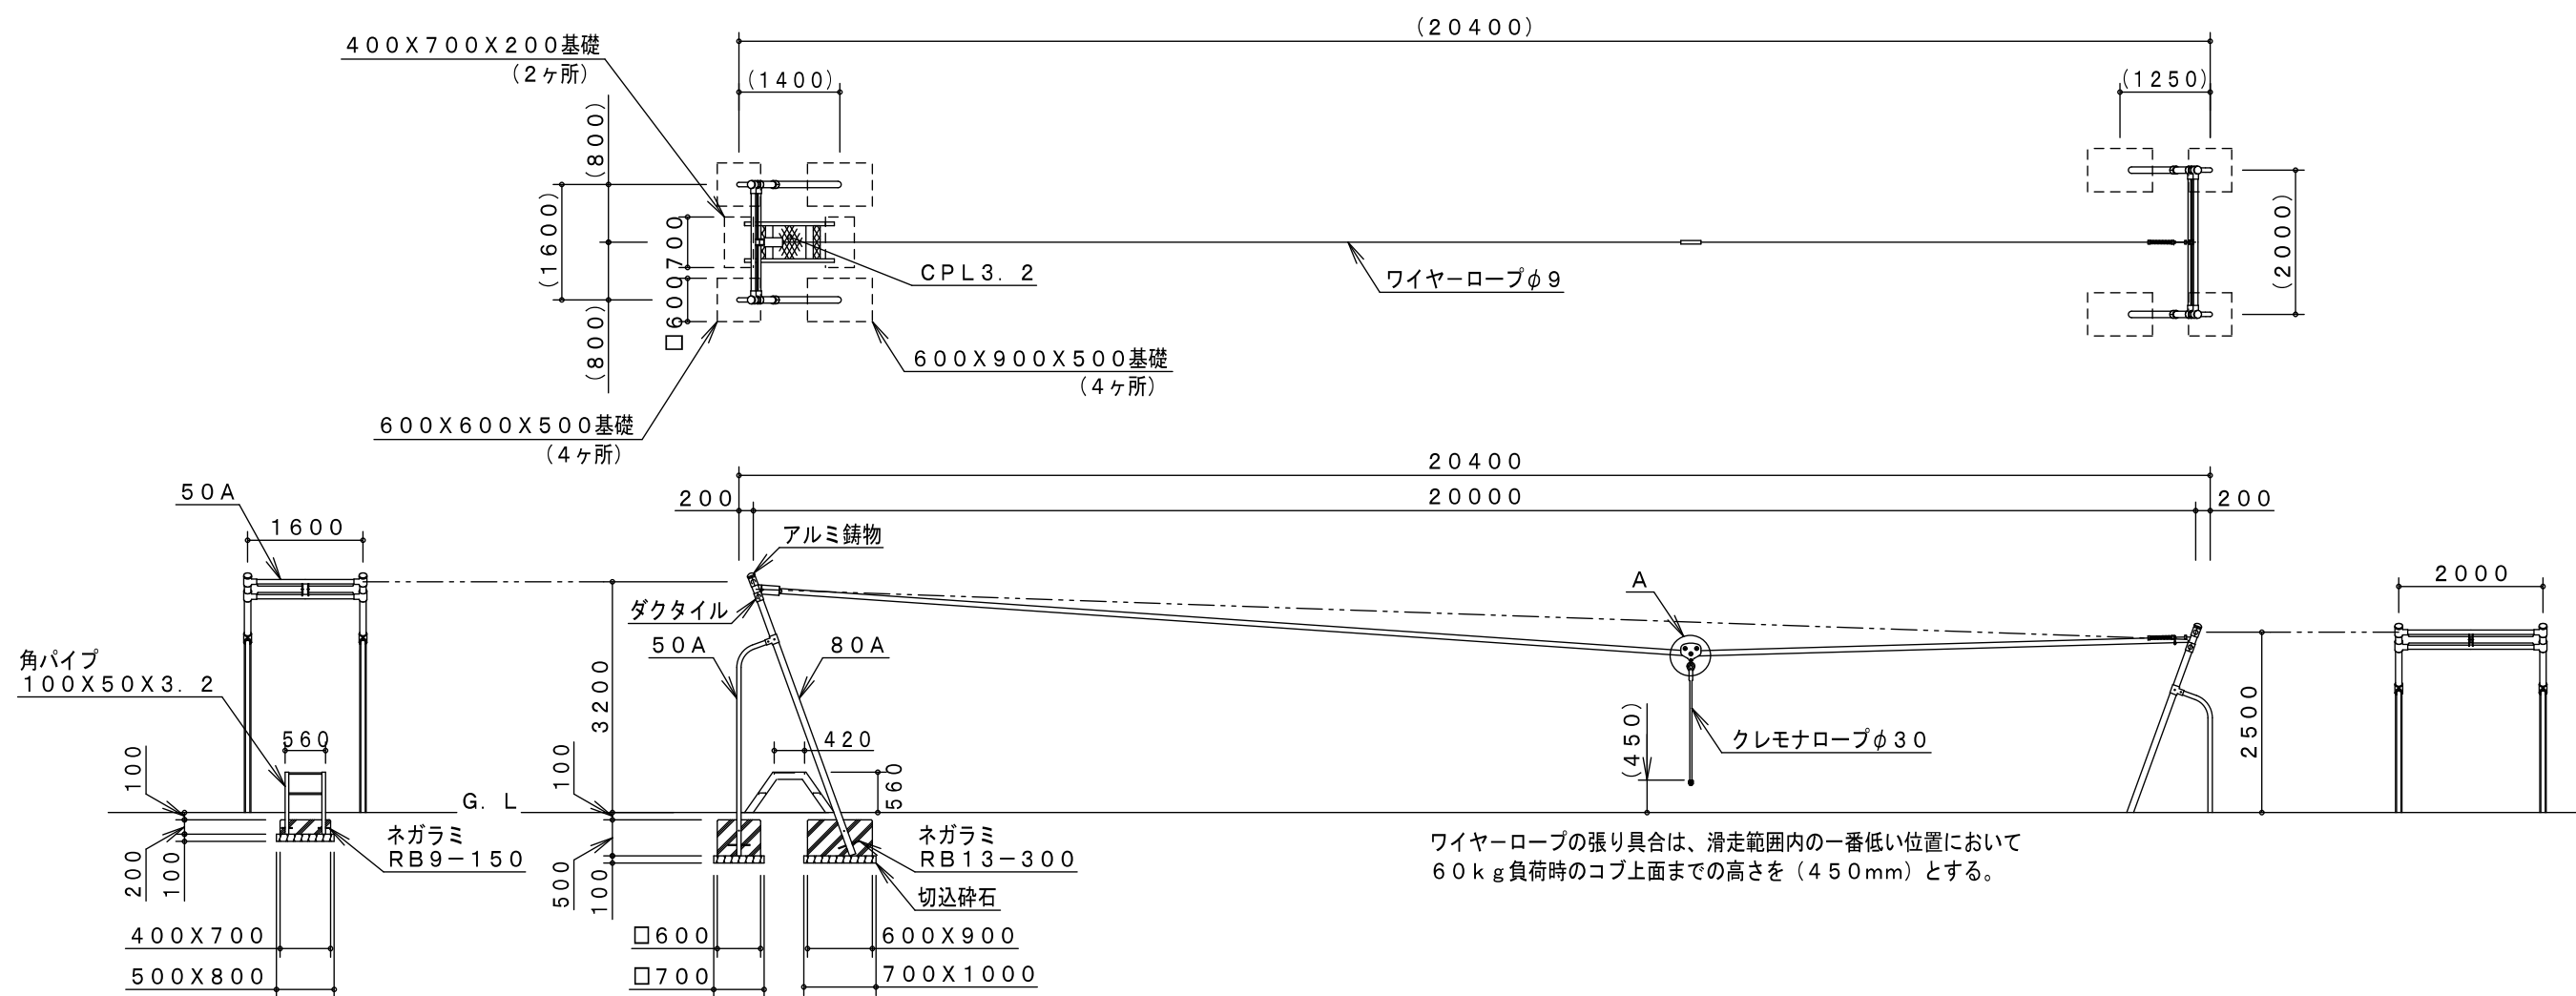 (20400)
400X700X200基礎
(2ヶ所)
(1400)
(1250)
(800)
(1600)
(800)
700
□600
CPL3.2
ワイヤーロープφ9
(2000)
600X900X500基礎
(4ヶ所)
600X600X500基礎
(4ヶ所)
20400
200
20000
200
50A
1600
アルミ鋳物
ダクタイル
50A
80A
A
2000
角パイプ
100X50X3.2
560
3200
420
(450)
クレモナロープφ30
2500
100
100
560
G.L
ネガラミ
RB9-150
ネガラミ
RB13-300
200
100
500
100
切込砕石
ワイヤーロープの張り具合は、滑走範囲内の一番低い位置において
60kg負荷時のコブ上面までの高さを(450mm)とする。
400X700
□600
600X900
500X800
□700
700X1000